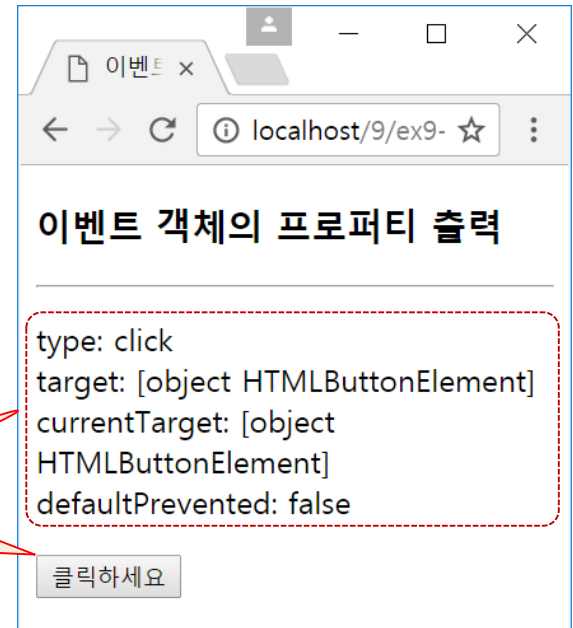 이벤트
localhost/9/ex9-
이벤트 객체의 프로퍼티 출력
type: click
target: [object HTMLButtonElement]
currentTarget: [object
HTMLButtonElement]
defaultPrevented: false
클릭하세요